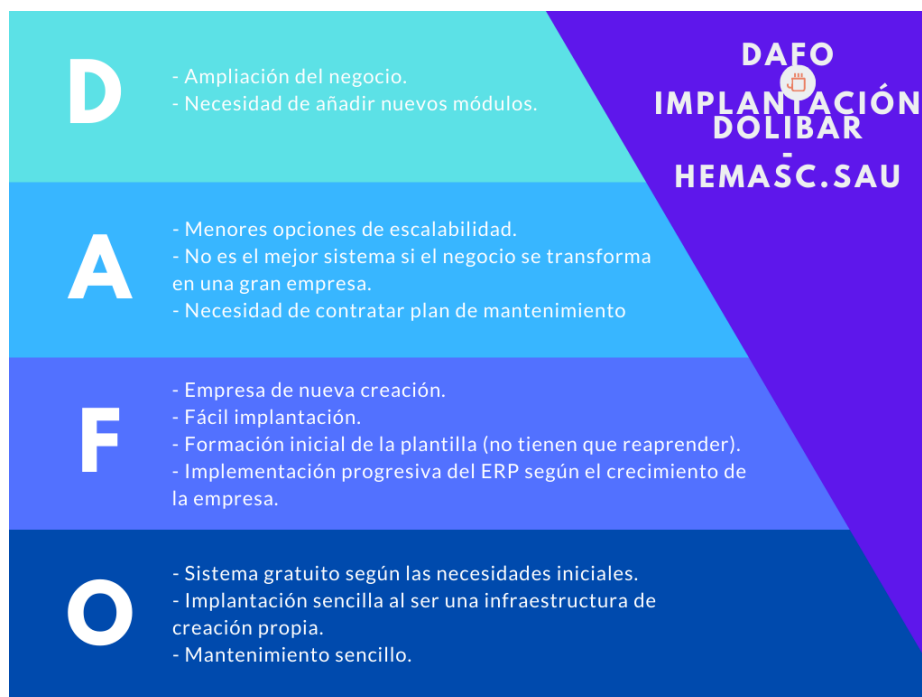 D
- Ampliación del negocio.
- Necesidad de añadir nuevos módulos.
DAFO
IMPLANTACIÓN
DOLIBAR
-
HEMASC.SAU
A
- Menores opciones de escalabilidad.
- No es el mejor sistema si el negocio se transforma
en una gran empresa.
- Necesidad de contratar plan de mantenimiento
F
- Empresa de nueva creación.
- Fácil implantación.
- Formación inicial de la plantilla (no tienen que reaprender).
- Implementación progresiva del ERP según el crecimiento de
la empresa.
O
- Sistema gratuito según las necesidades iniciales.
- Implantación sencilla al ser una infraestructura de
creación propia.
- Mantenimiento sencillo.